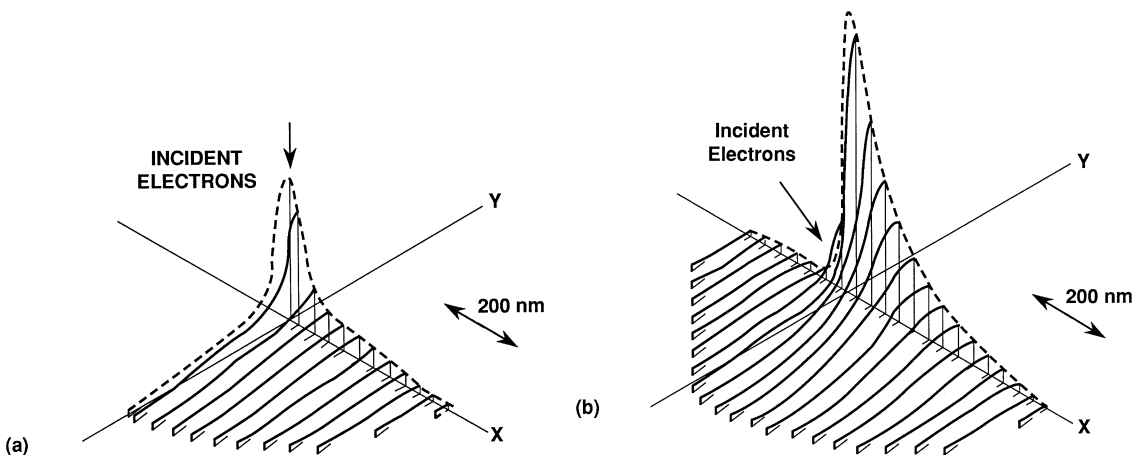 INCIDENT
ELECTRONS
Y
200 nm
X
(a)
Incident
Electrons
Y
200 nm
X
(b)